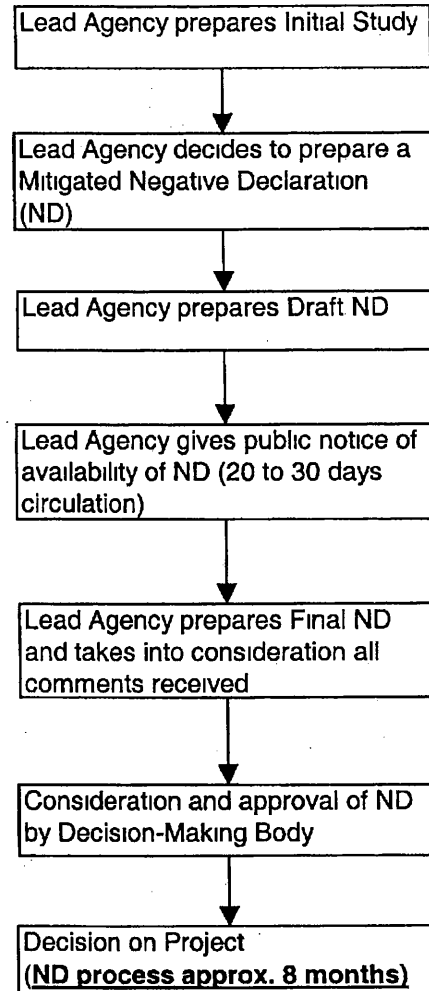 Lead Agency prepares Initial Study
Lead Agency decides to prepare a
Mitigated Negative Declaration
(ND)
Lead Agency prepares Draft ND
Lead Agency gives public notice of
availability of ND (20 to 30 days
circulation)
Lead Agency prepares Final ND
and takes into consideration all
comments received
Consideration and approval of ND
by Decision-Making Body
Decision on Project
(ND process approx. 8 months)